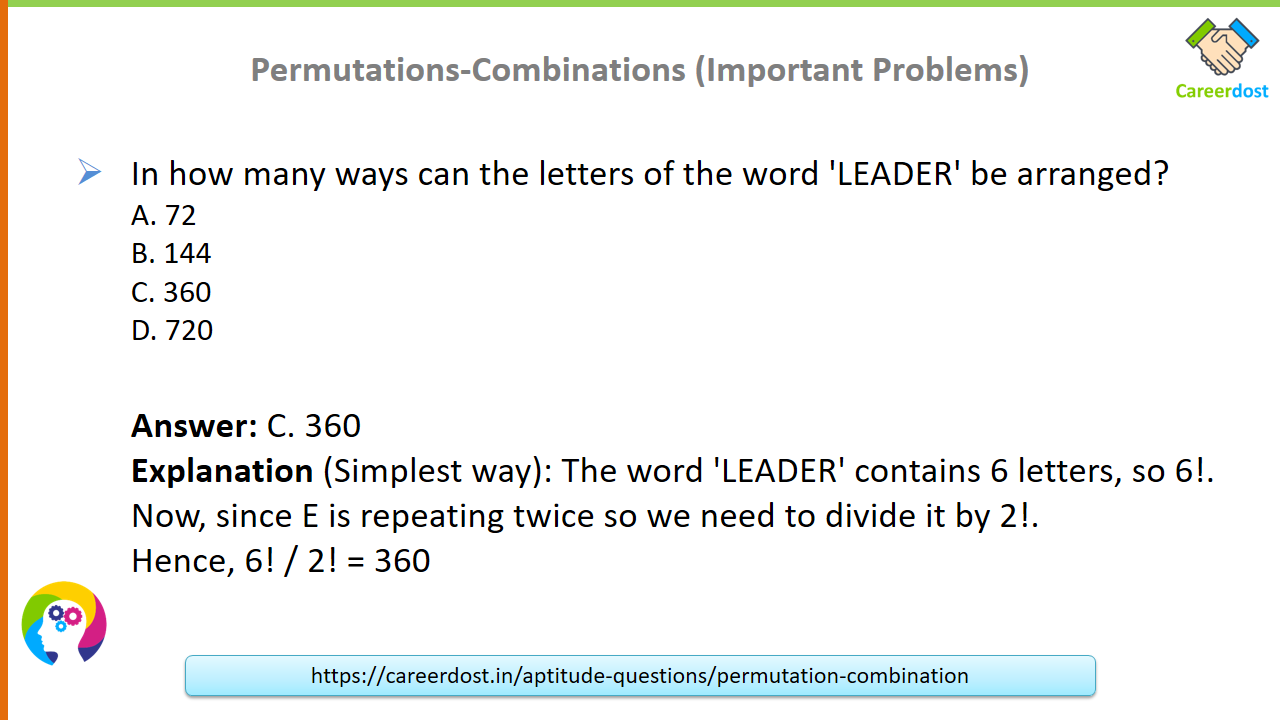 Permutations-Combinations (Important Problems)
Careerdost
In how many ways can the letters of the word 'LEADER' be arranged?
A. 72
B. 144
C. 360
D. 720
Answer: C. 360
Explanation (Simplest way): The word 'LEADER' contains 6 letters, so 6!.
Now, since E is repeating twice so we need to divide it by 2!.
Hence, 6! / 2! = 360
https://careerdost.in/aptitude-questions/permutation-combination